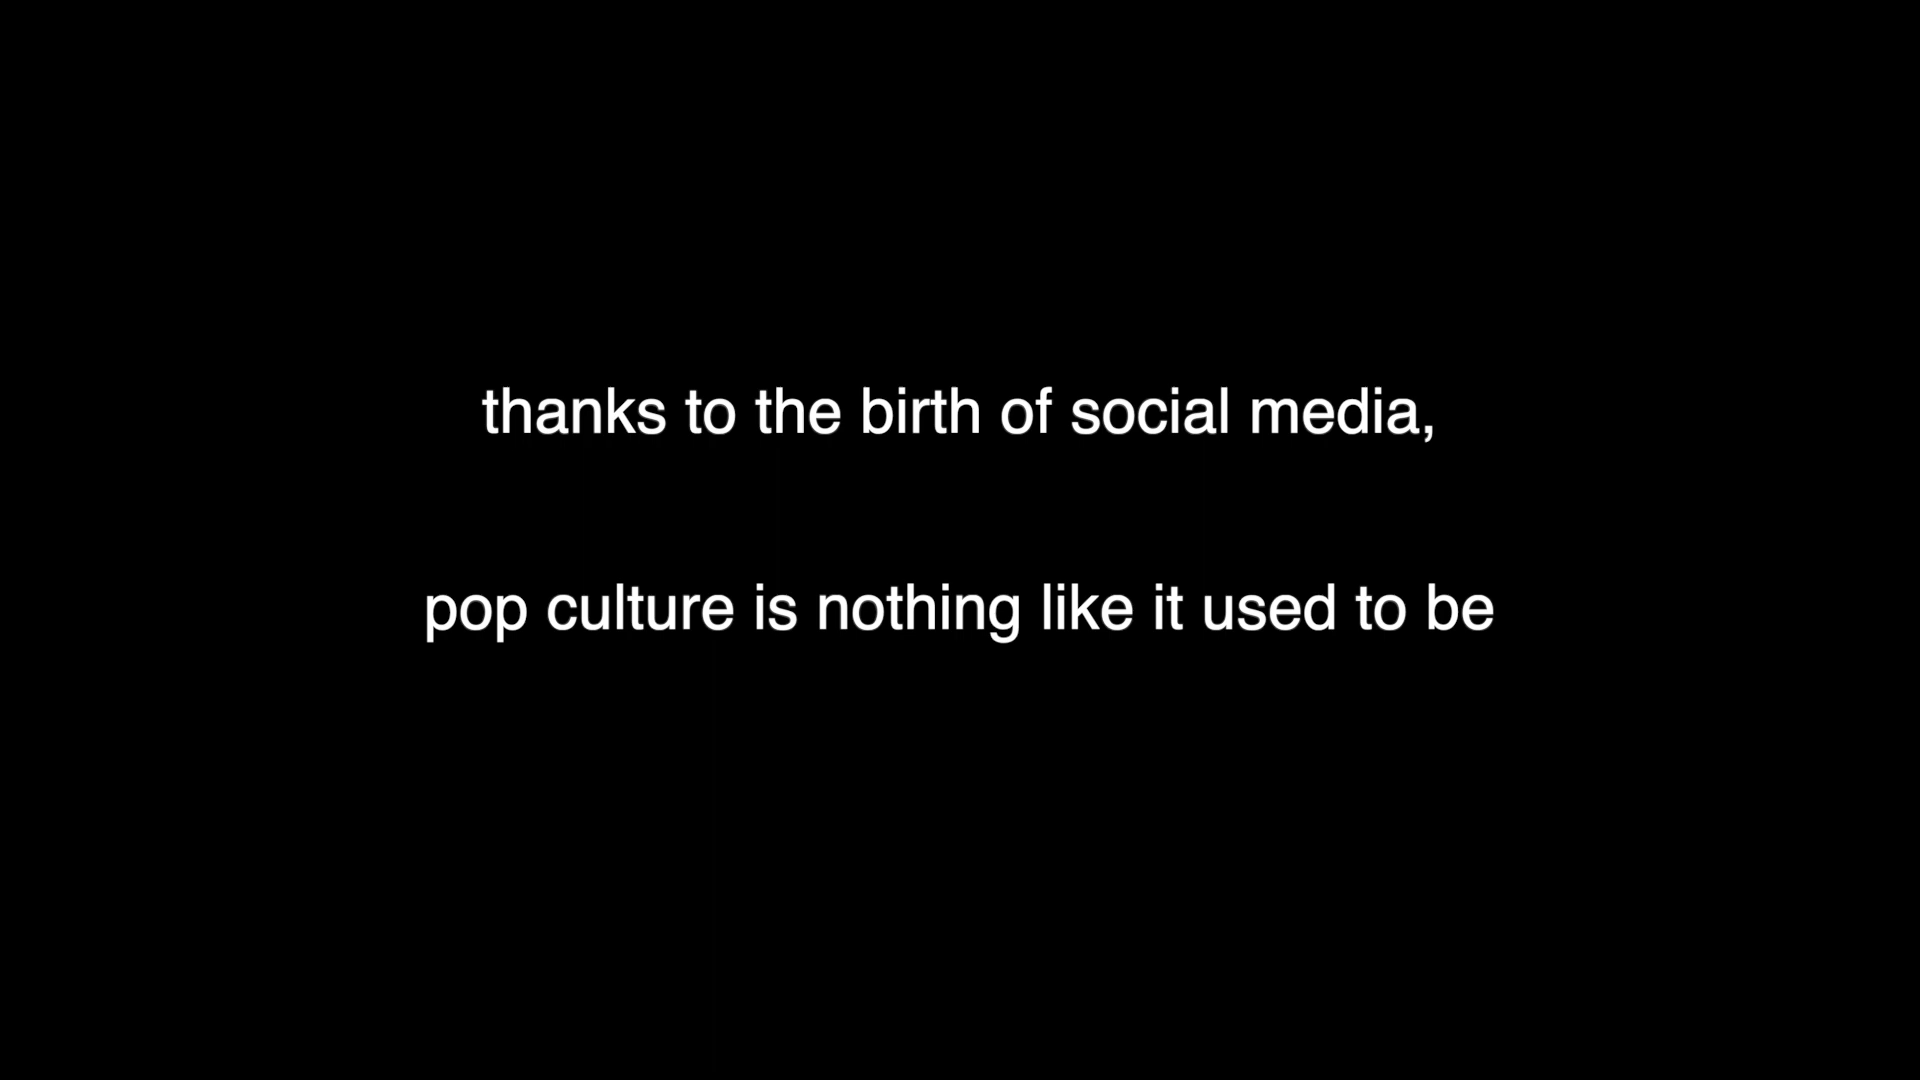 thanks to the birth of social media,
pop culture is nothing like it used to be